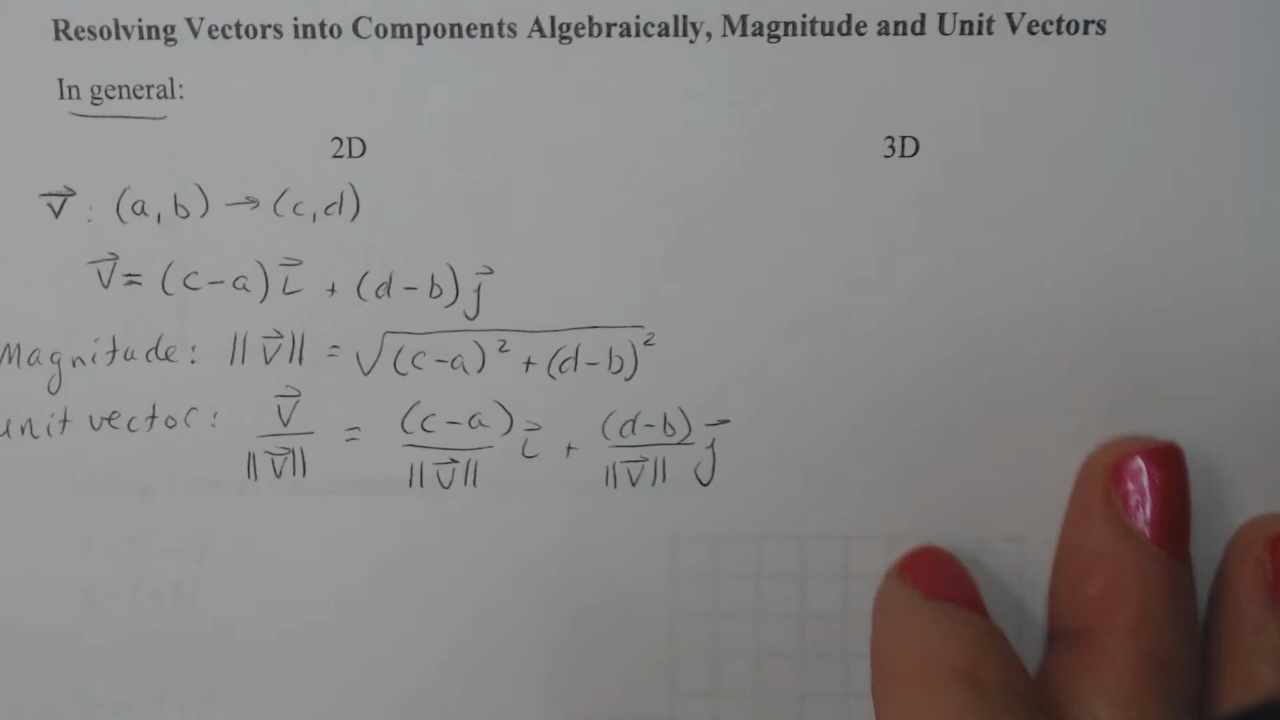 Resolving Vectors into Components Algebraically, Magnitude and Unit Vectors
In general:
2D 3D
v⃗ : (a,b) → (c,d)
v⃗ = (c-a) i⃗ + (d-b) j⃗
Magnitude: ||v⃗|| = √((c-a)² + (d-b)²)
unit vector: v⃗/||v⃗|| = (c-a)/||v⃗|| i⃗ + (d-b)/||v⃗|| j⃗